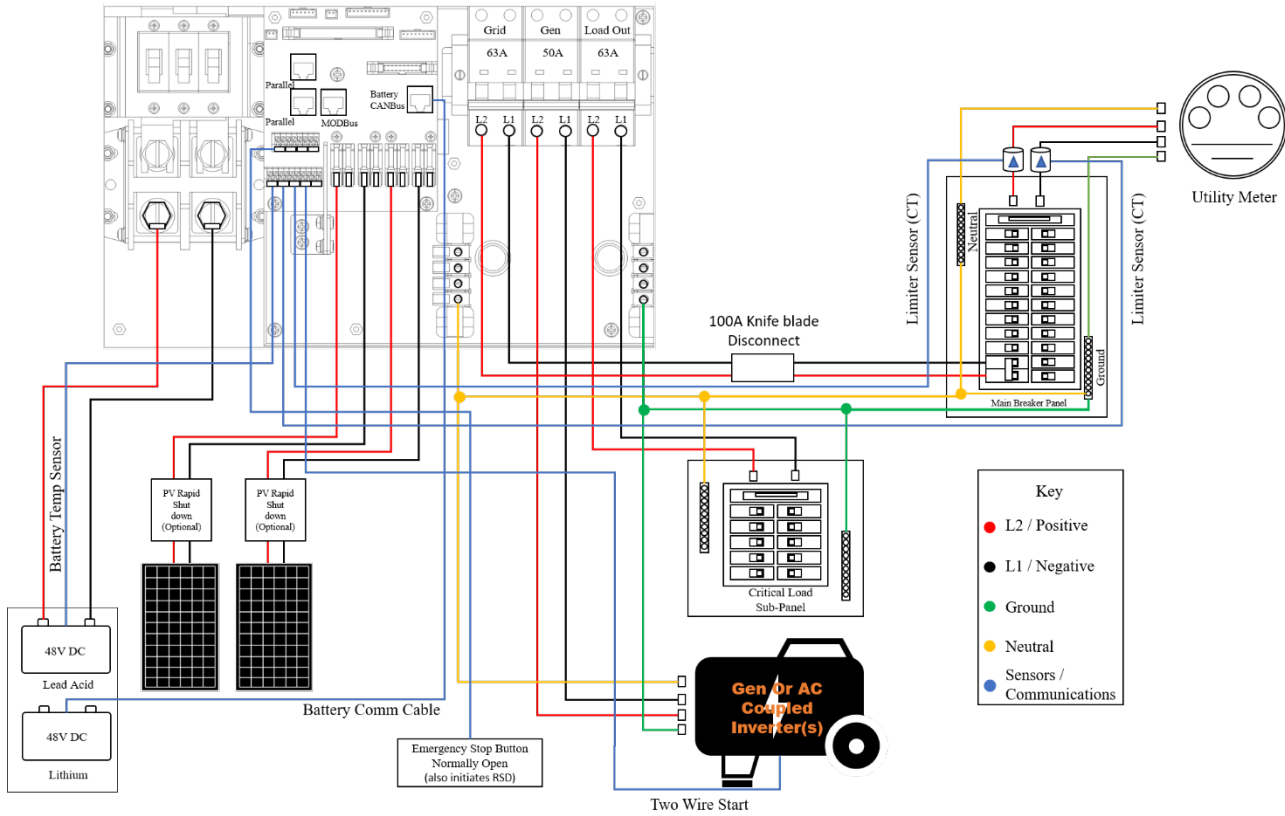 Grid
Gen
Load Out
63A
50A
63A
Parallel
Battery
CANBus
Parallel
MODBus
L2
L1
L2
L1
L2
L1
Utility Meter
Limiter Sensor (CT)
Neutral
Limiter Sensor (CT)
Ground
Main Breaker Panel
100A Knife blade
Disconnect
Battery Temp Sensor
PV Rapid
Shut
down
(Optional)
PV Rapid
Shut
down
(Optional)
Critical Load
Sub-Panel
Key
L2 / Positive
L1 / Negative
Ground
Neutral
Sensors /
Communications
48V DC
Lead Acid
48V DC
Lithium
Battery Comm Cable
Emergency Stop Button
Normally Open
(also initiates RSD)
Gen Or AC
Coupled
Inverter(s)
Two Wire Start